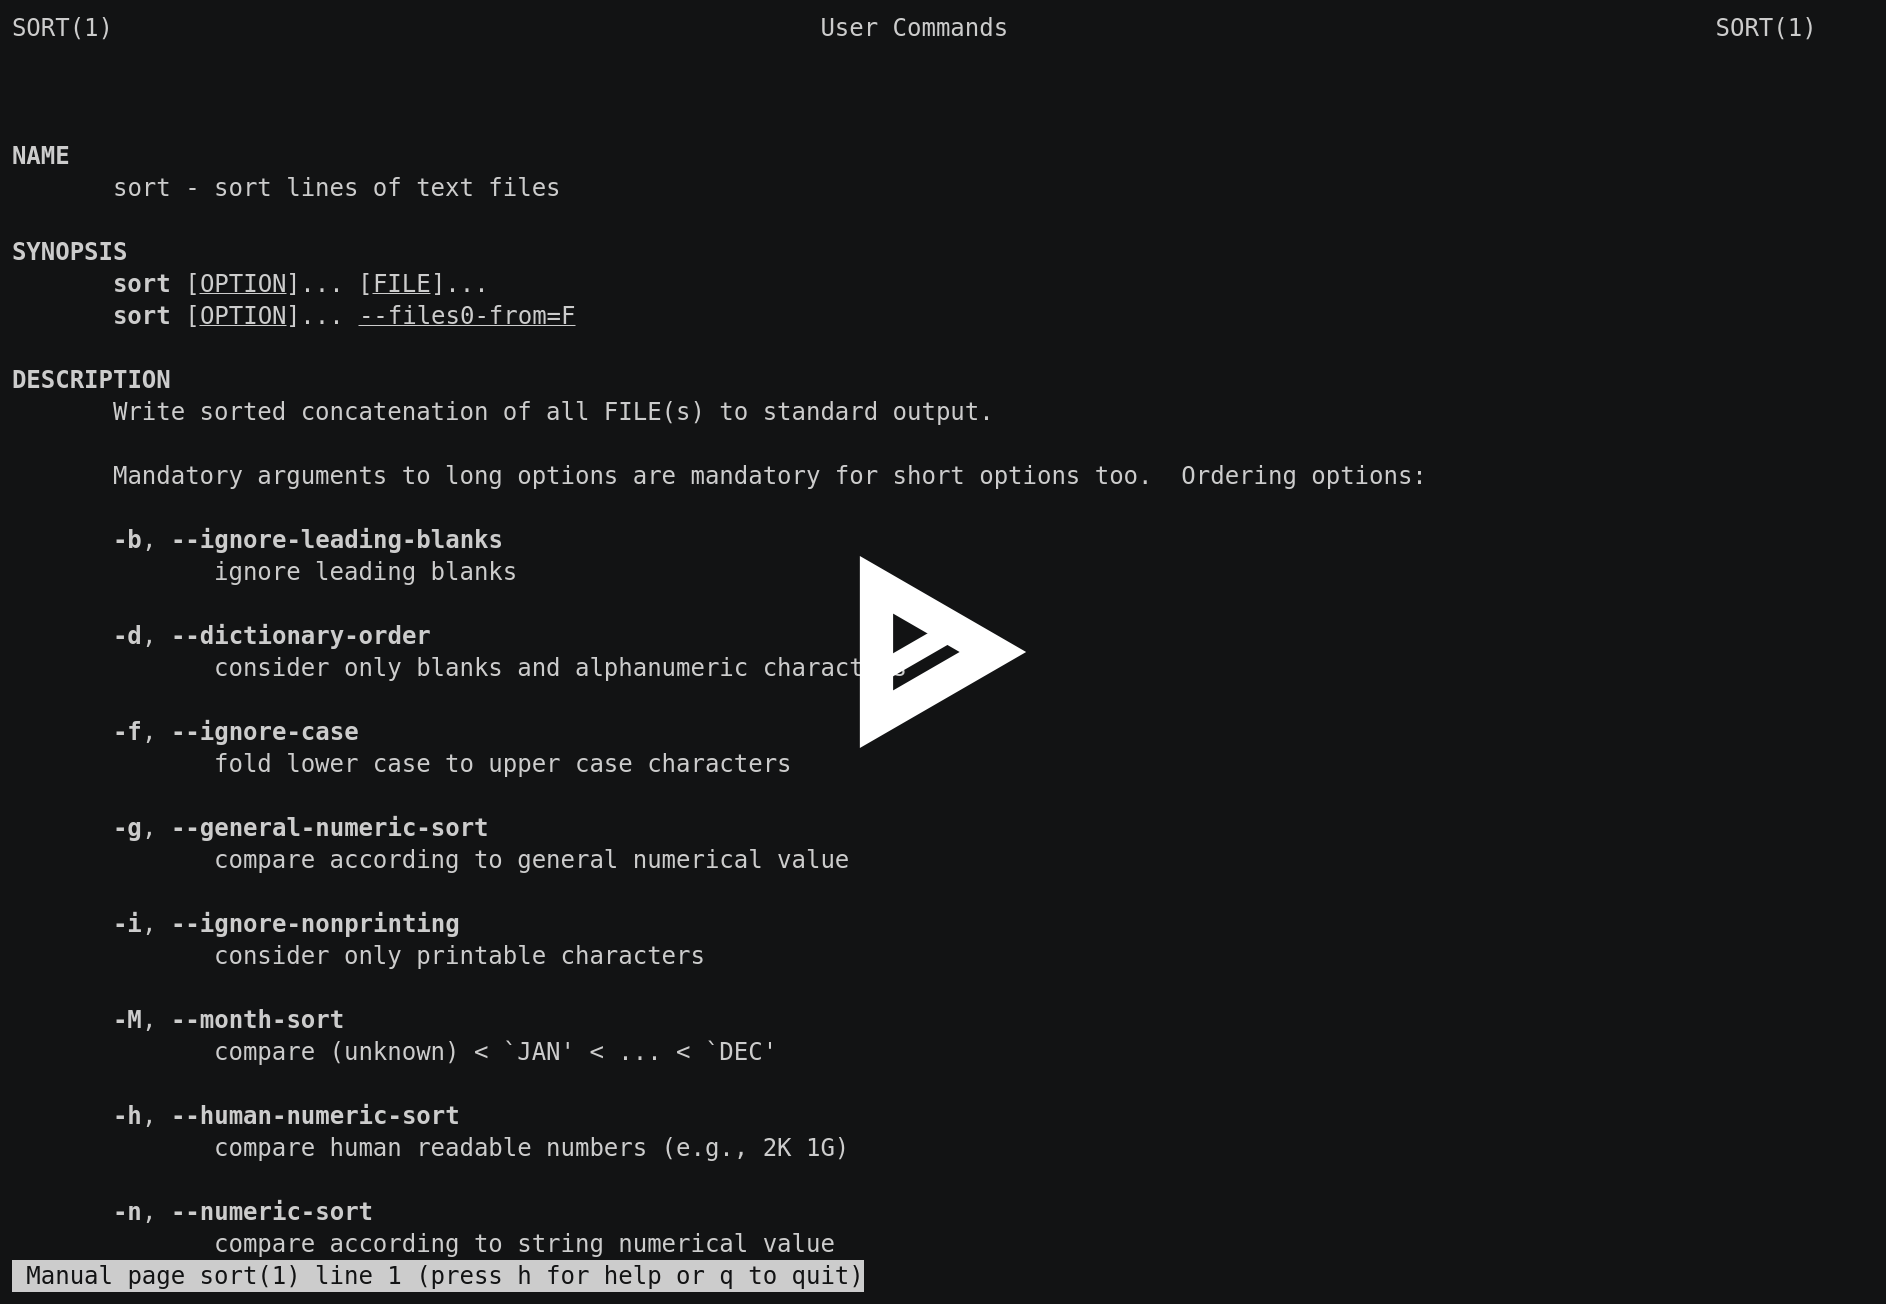 SORT(1) User Commands SORT(1)
NAME
sort - sort lines of text files
SYNOPSIS
sort [OPTION]... [FILE]...
sort [OPTION]... --files0-from=F
DESCRIPTION
Write sorted concatenation of all FILE(s) to standard output.
Mandatory arguments to long options are mandatory for short options too.  Ordering options:
-b, --ignore-leading-blanks
ignore leading blanks
-d, --dictionary-order
consider only blanks and alphanumeric characters
-f, --ignore-case
fold lower case to upper case characters
-g, --general-numeric-sort
compare according to general numerical value
-i, --ignore-nonprinting
consider only printable characters
-M, --month-sort
compare (unknown) < `JAN' < ... < `DEC'
-h, --human-numeric-sort
compare human readable numbers (e.g., 2K 1G)
-n, --numeric-sort
compare according to string numerical value
Manual page sort(1) line 1 (press h for help or q to quit)